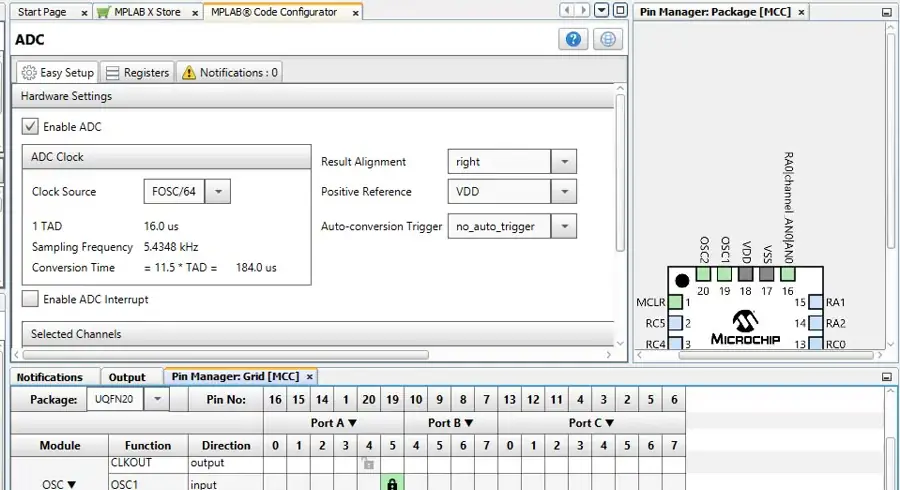 Start Page MPLAB X Store MPLAB® Code Configurator
ADC
Easy Setup Registers Notifications : 0
Hardware Settings
Enable ADC
ADC Clock
Clock Source FOSC/64
1 TAD 16.0 us
Sampling Frequency 5.4348 kHz
Conversion Time = 11.5 * TAD = 184.0 us
Result Alignment right
Positive Reference VDD
Auto-conversion Trigger no_auto_trigger
Enable ADC Interrupt
Selected Channels
Pin Manager: Package [MCC]
OSC2 OSC1 VDD VSS RA0|channel_AN0|AN0
20 19 18 17 16
MCLR 1 15 RA1
RC5 2 14 RA2
RC4 3 13 RC0
MICROCHIP
Notifications Output Pin Manager: Grid [MCC]
Package: UQFN20 Pin No: 16 15 14 1 20 19 10 9 8 7 13 12 11 4 3 2 5 6
Port A ▼ Port B ▼ Port C ▼
Module Function Direction 0 1 2 3 4 5 4 5 6 7 0 1 2 3 4 5 6 7
CLKOUT output
OSC ▼ OSC1 input